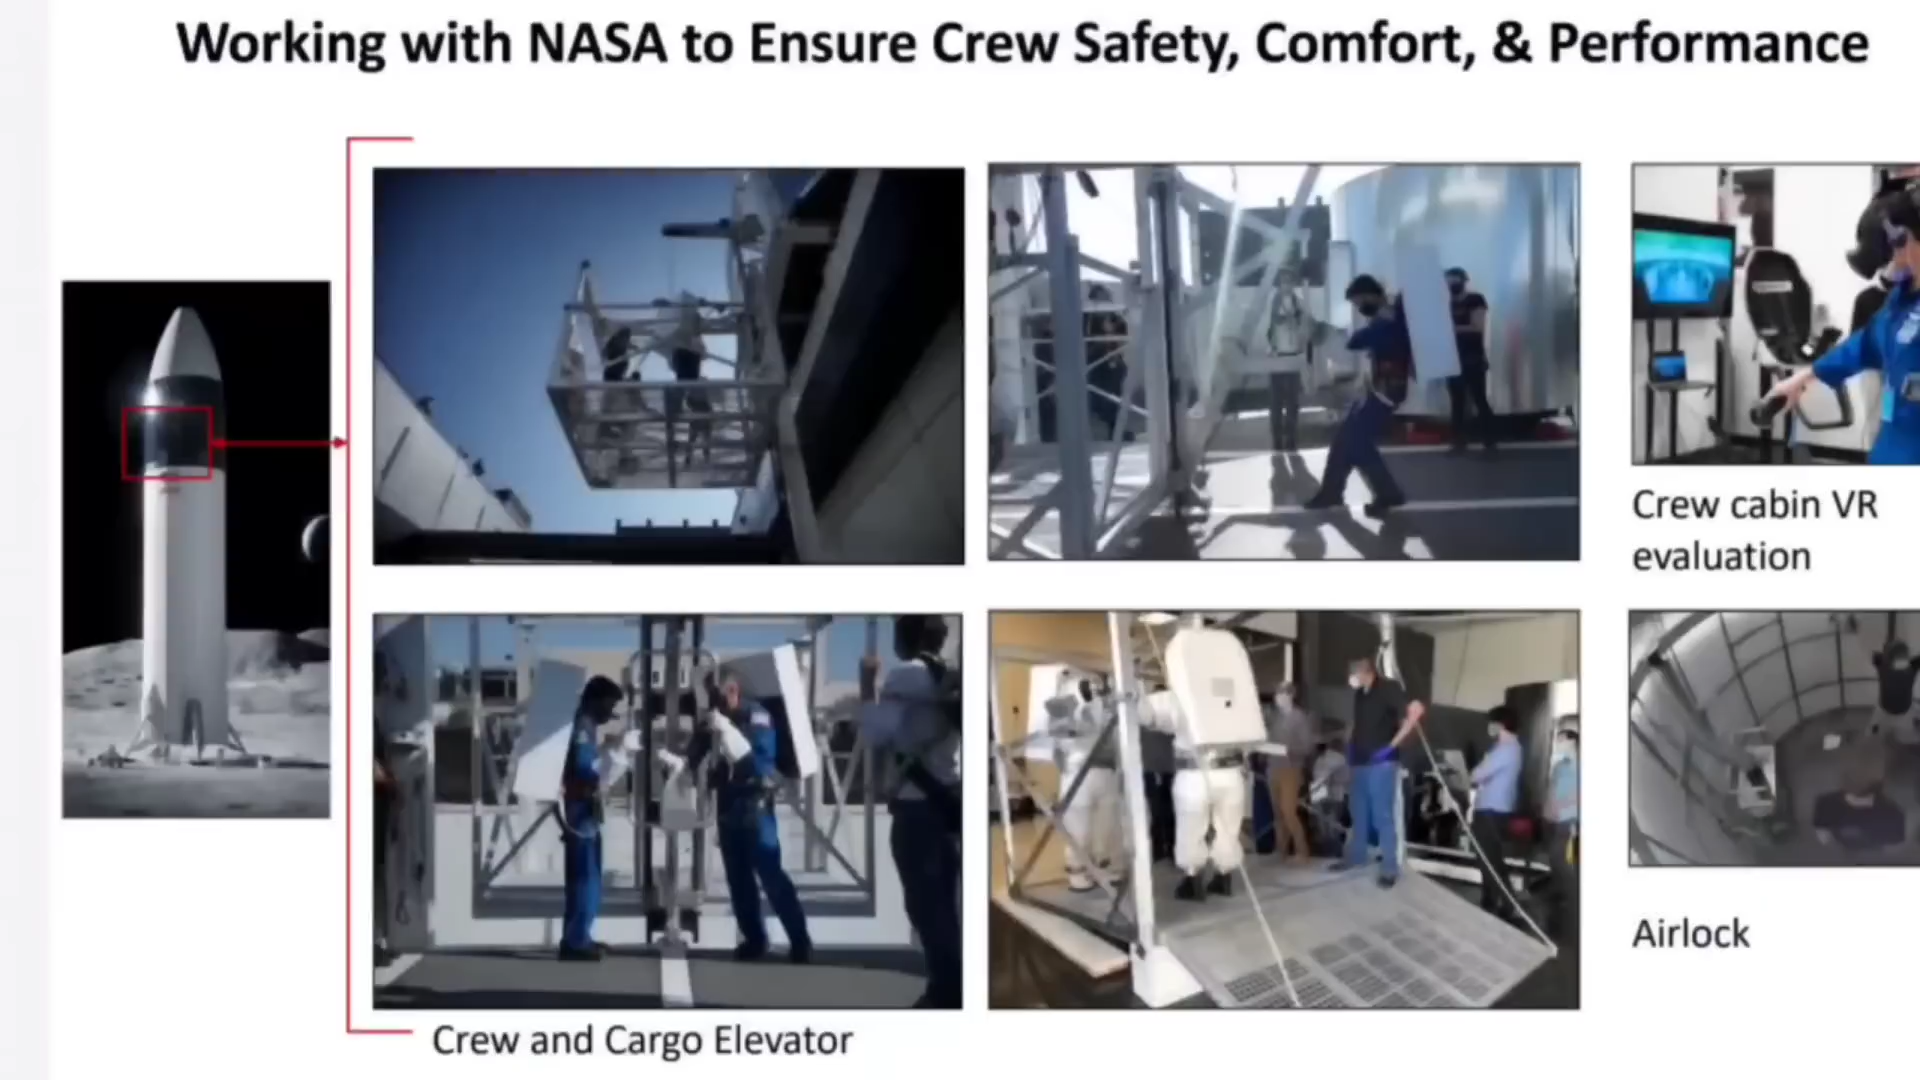 Working with NASA to Ensure Crew Safety, Comfort, & Performance
Crew cabin VR
evaluation
Airlock
Crew and Cargo Elevator